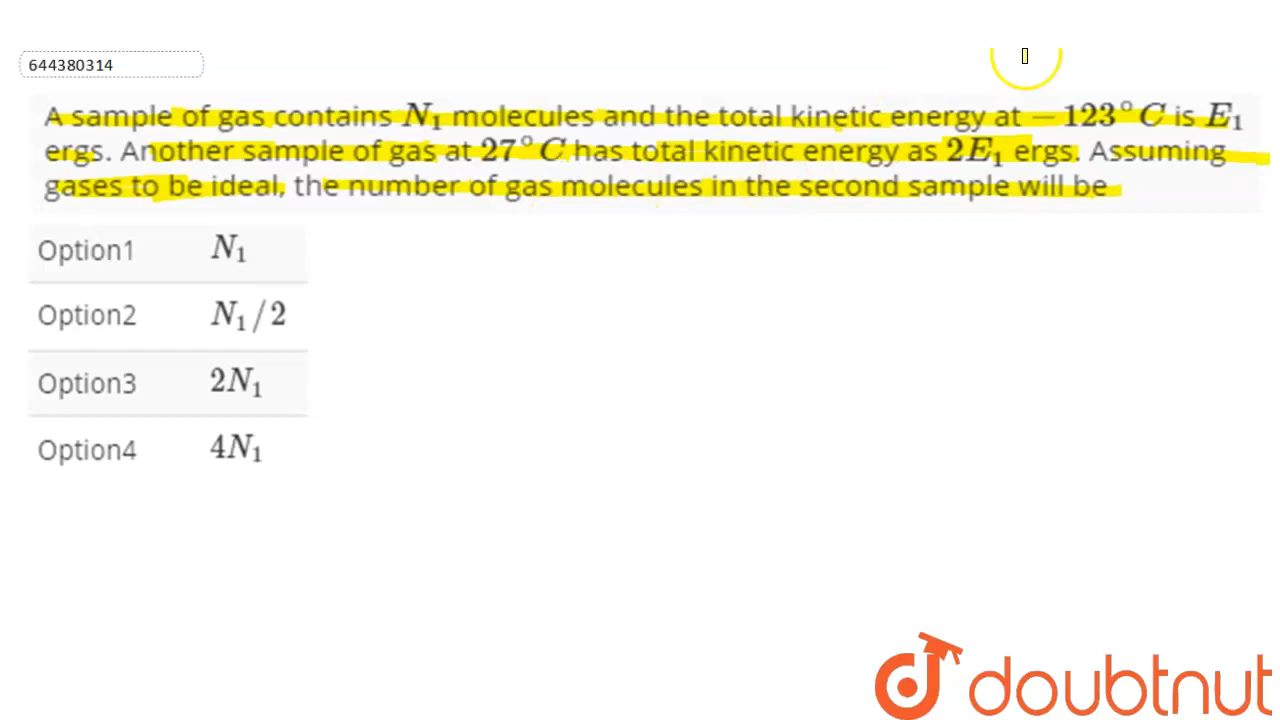 644380314
A sample of gas contains N₁ molecules and the total kinetic energy at −123°C is E₁
ergs. Another sample of gas at 27°C has total kinetic energy as 2E₁ ergs. Assuming
gases to be ideal, the number of gas molecules in the second sample will be
Option1 N₁
Option2 N₁/2
Option3 2N₁
Option4 4N₁
doubtnut